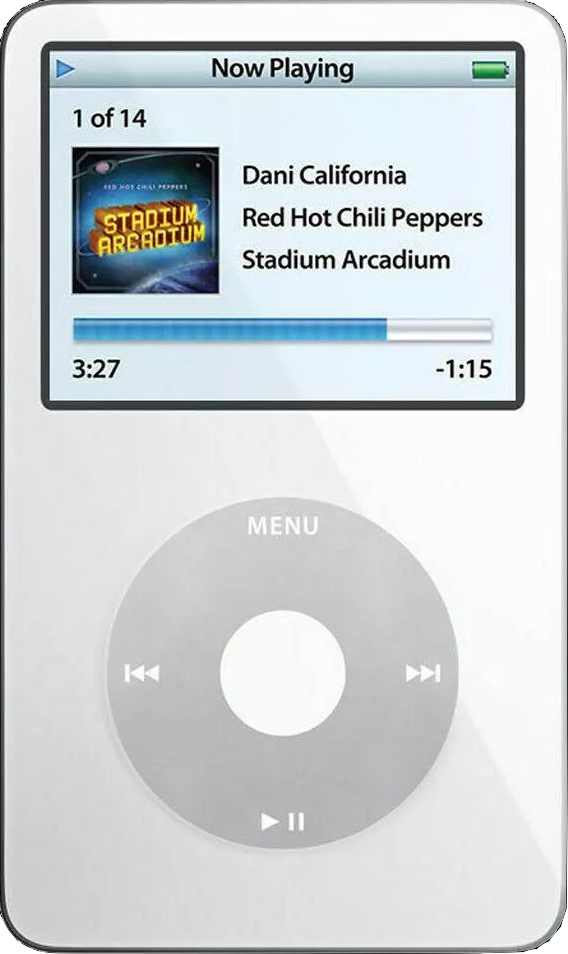 Now Playing
1 of 14
RED HOT CHILI PEPPERS
STADIUM
ARCADIUM
Dani California
Red Hot Chili Peppers
Stadium Arcadium
3:27
-1:15
MENU